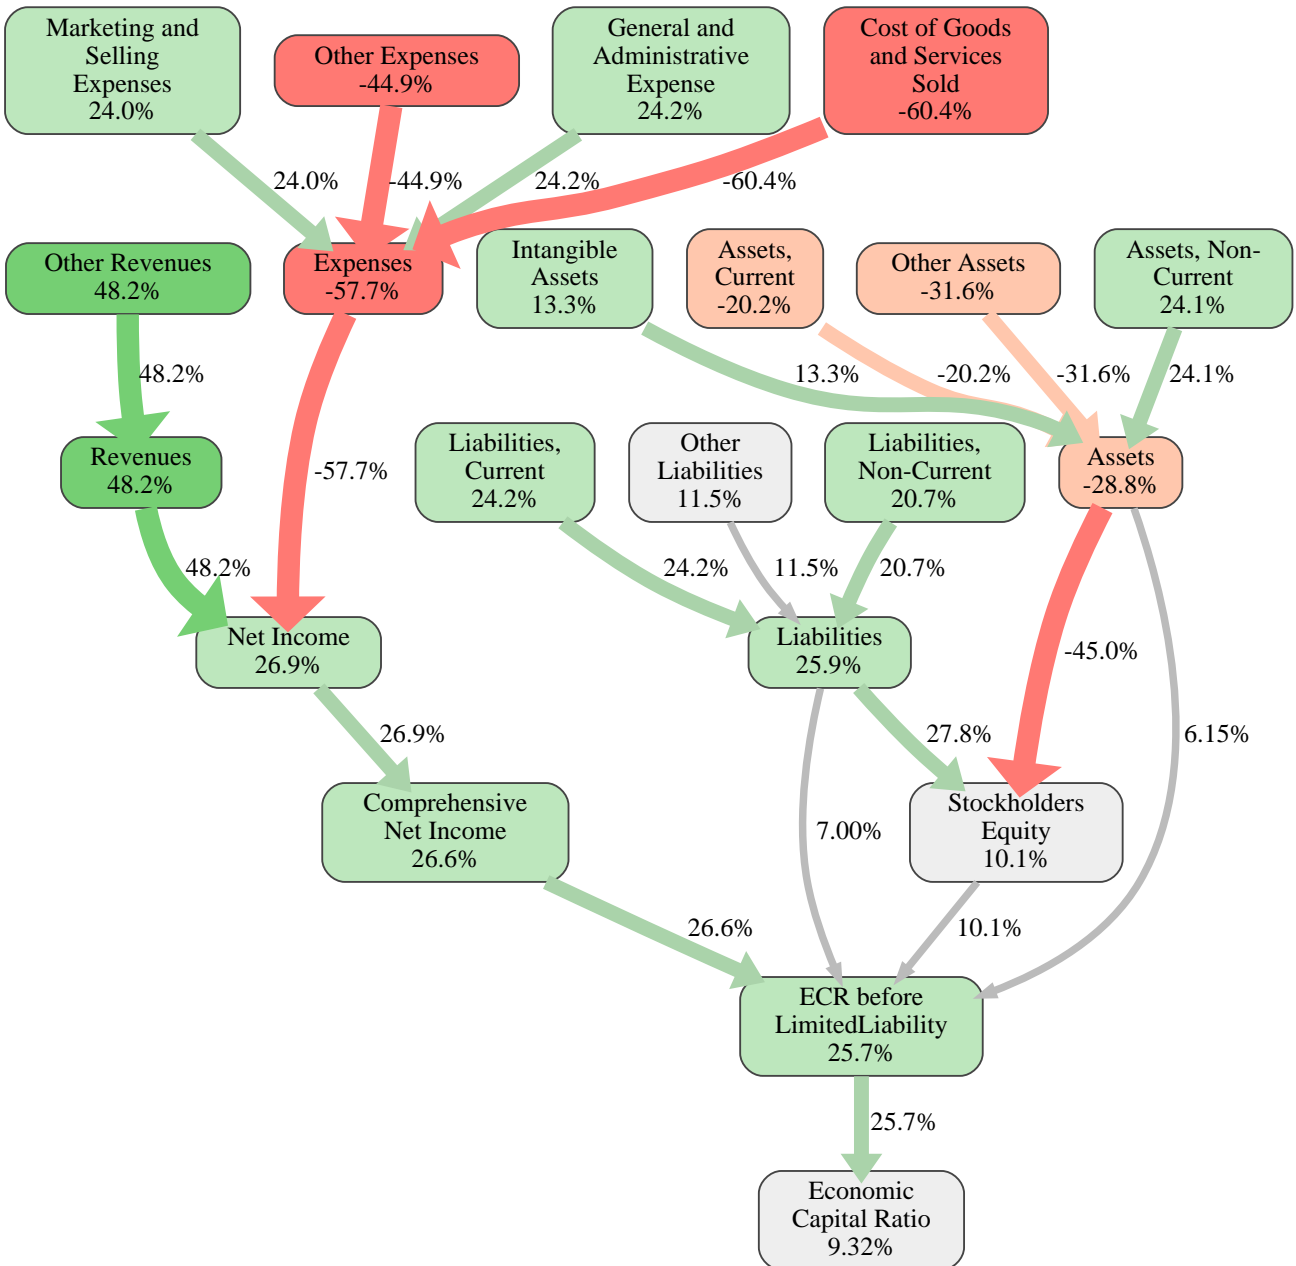 Marketing and
Selling
Expenses
24.0%
Other Expenses
-44.9%
General and
Administrative
Expense
24.2%
Cost of Goods
and Services
Sold
-60.4%
24.0%
-44.9%
24.2%
-60.4%
Other Revenues
48.2%
Expenses
-57.7%
Intangible
Assets
13.3%
Assets,
Current
-20.2%
Other Assets
-31.6%
Assets, Non-
Current
24.1%
48.2%
13.3%
-20.2%
-31.6%
24.1%
Revenues
48.2%
-57.7%
Liabilities,
Current
24.2%
Other
Liabilities
11.5%
Liabilities,
Non-Current
20.7%
Assets
-28.8%
48.2%
24.2%
11.5%
20.7%
Net Income
26.9%
Liabilities
25.9%
-45.0%
26.9%
27.8%
6.15%
Comprehensive
Net Income
26.6%
7.00%
Stockholders
Equity
10.1%
26.6%
10.1%
ECR before
LimitedLiability
25.7%
25.7%
Economic
Capital Ratio
9.32%